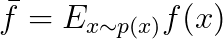 f̄ = E_{x∼p(x)} f(x)